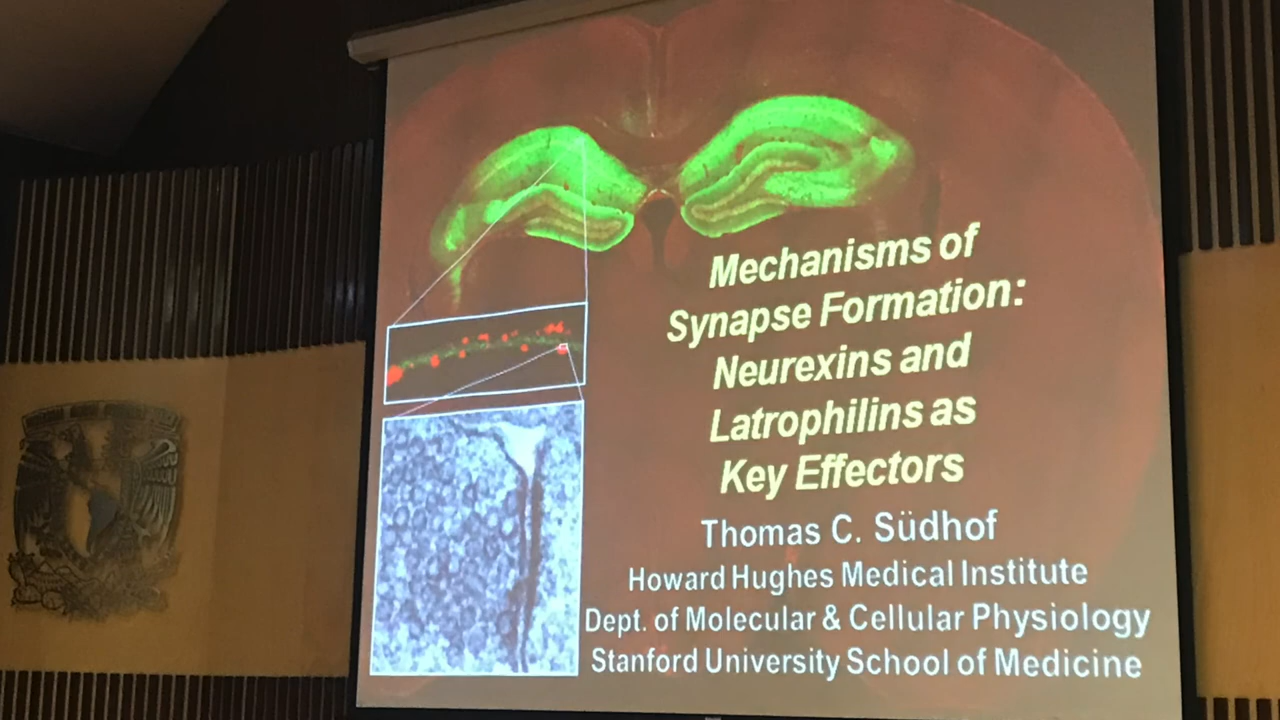 Mechanisms of
Synapse Formation:
Neurexins and
Latrophilins as
Key Effectors
Thomas C. Südhof
Howard Hughes Medical Institute
Dept. of Molecular & Cellular Physiology
Stanford University School of Medicine